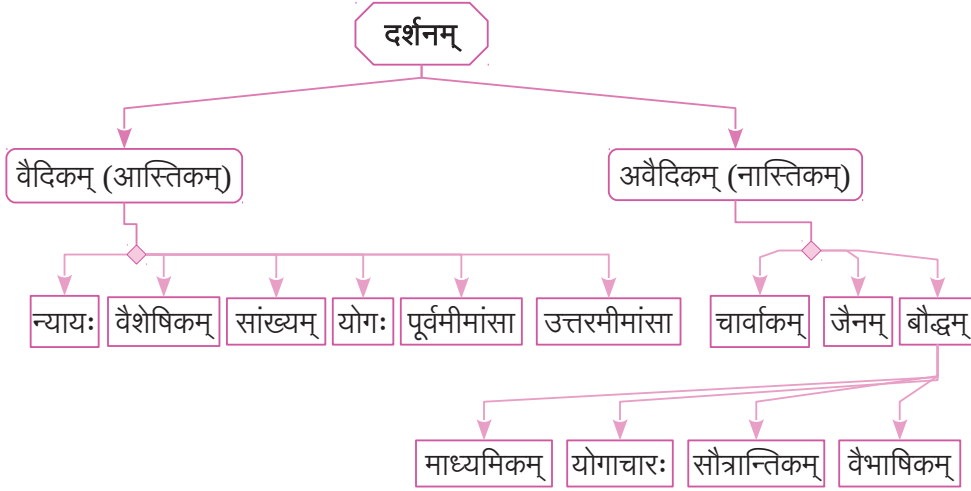 दर्शनम्
वैदिकम् (आस्तिकम्)
अवैदिकम् (नास्तिकम्)
न्यायः
वैशेषिकम्
सांख्यम्
योगः
पूर्वमीमांसा
उत्तरमीमांसा
चार्वाकम्
जैनम्
बौद्धम्
माध्यमिकम्
योगाचारः
सौत्रान्तिकम्
वैभाषिकम्